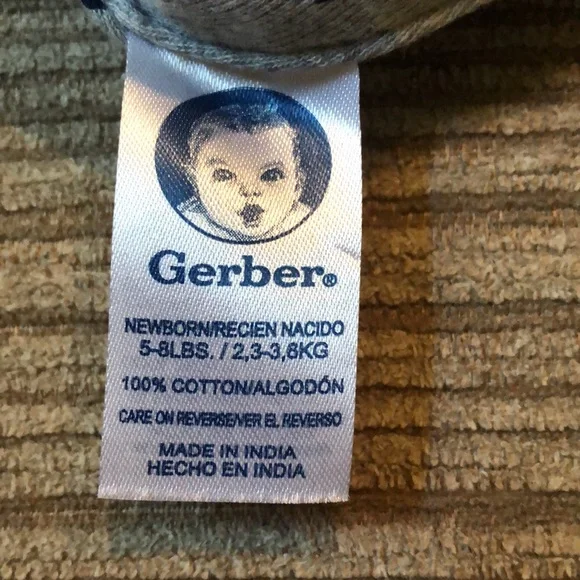 Gerber®
NEWBORN/RECIEN NACIDO
5-8LBS. / 2,3-3,6KG
100% COTTON/ALGODÓN
CARE ON REVERSE/VER EL REVERSO
MADE IN INDIA
HECHO EN INDIA